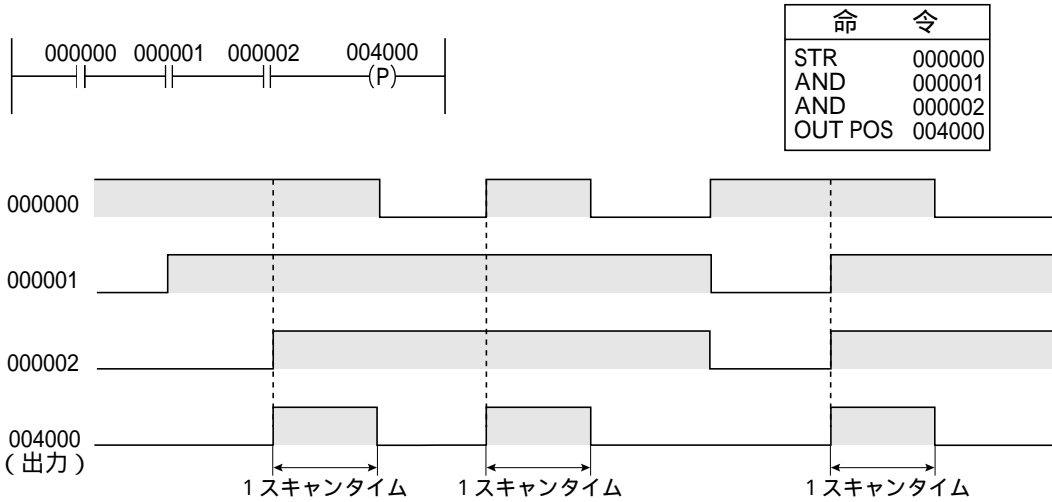 000000 000001 000002 004000
(P)
命 令
STR 000000
AND 000001
AND 000002
OUT POS 004000
000000
000001
000002
004000
(出力)
1スキャンタイム 1スキャンタイム 1スキャンタイム